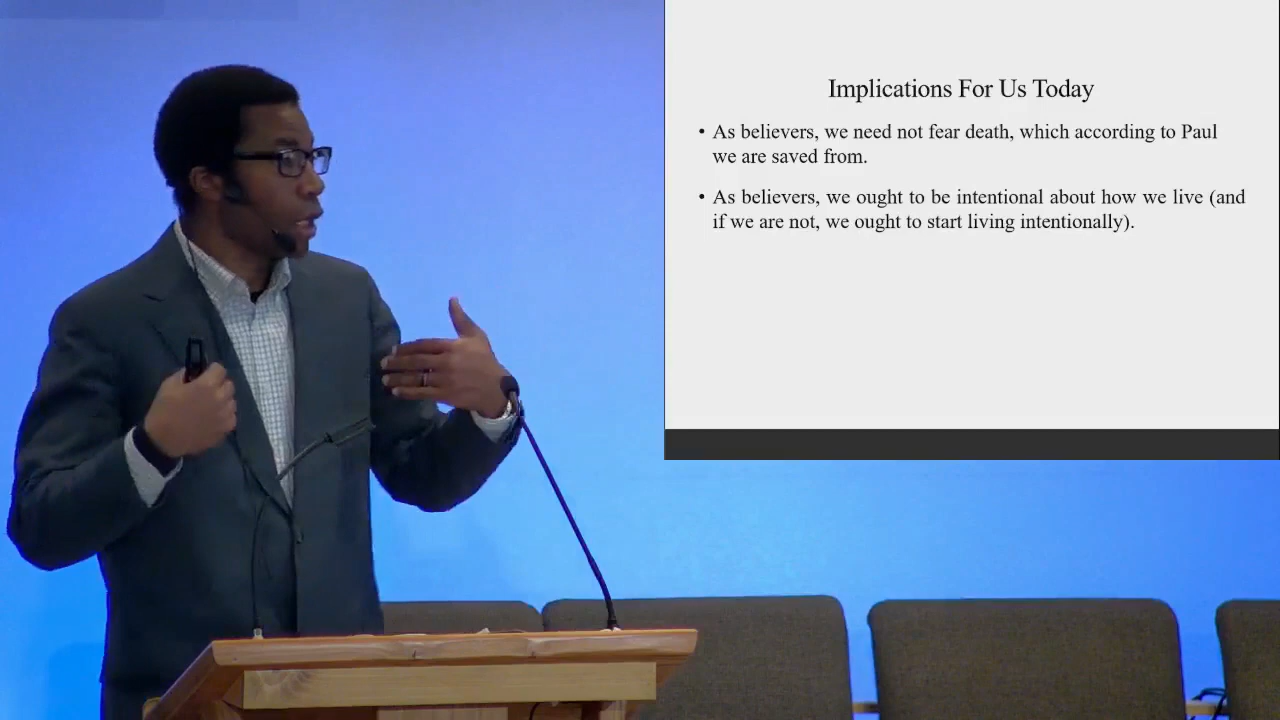 Implications For Us Today
• As believers, we need not fear death, which according to Paul
we are saved from.
• As believers, we ought to be intentional about how we live (and
if we are not, we ought to start living intentionally).